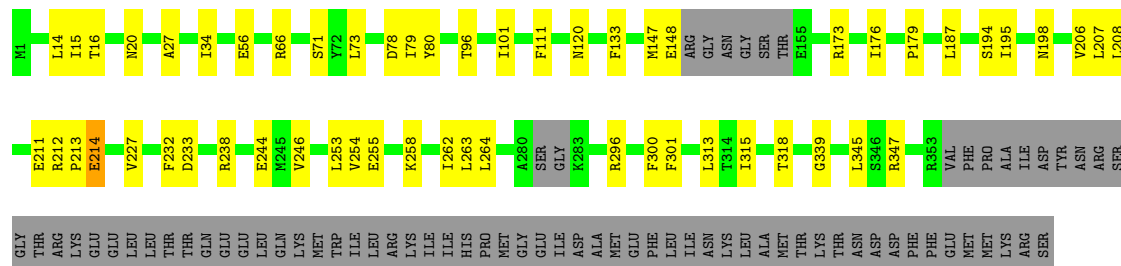 M1 L14 I15 T16 N20 A27 I34 E56 R66 S71 Y72 L73 D78 I79 Y80 T96 I101 F111 N120 F133 M147 E148 ARG GLY ASN GLY SER THR E155 R173 I176 P179 L187 S194 I195 N198 V206 L207 L208
E211 R212 P213 E214 V227 F232 D233 R238 E244 M245 V246 L253 V254 E255 K258 I262 L263 L264 A280 SER GLY K283 R296 F300 F301 L313 T314 I315 T318 G339 L345 S346 R347 R353 VAL PHE PRO ALA ILE ASP TYR ASN ARG SER
GLY THR ARG LYS GLU GLU LEU LEU THR THR GLN GLU GLU LEU GLN LYS MET TRP ILE LEU ARG LYS ILE ILE HIS PRO MET GLY GLU ILE ASP ALA MET GLU PHE LEU ILE ASN LYS LEU ALA MET THR LYS THR ASN ASP ASP PHE PHE GLU MET MET LYS ARG SER